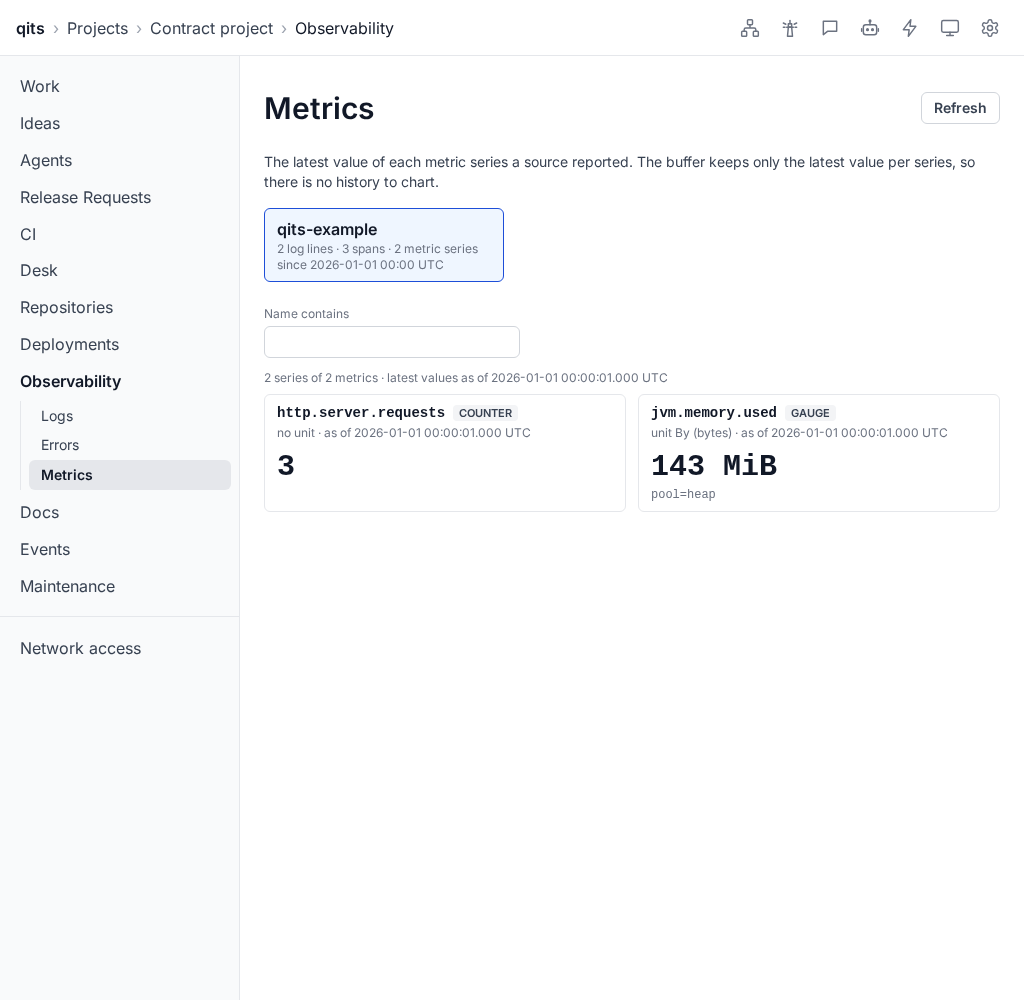 qits › Projects › Contract project › Observability
Work
Ideas
Agents
Release Requests
CI
Desk
Repositories
Deployments
Observability
Logs
Errors
Metrics
Docs
Events
Maintenance
Network access
Metrics
Refresh
The latest value of each metric series a source reported. The buffer keeps only the latest value per series, so
there is no history to chart.
qits-example
2 log lines · 3 spans · 2 metric series
since 2026-01-01 00:00 UTC
Name contains
2 series of 2 metrics · latest values as of 2026-01-01 00:00:01.000 UTC
http.server.requests COUNTER
no unit · as of 2026-01-01 00:00:01.000 UTC
3
jvm.memory.used GAUGE
unit By (bytes) · as of 2026-01-01 00:00:01.000 UTC
143 MiB
pool=heap